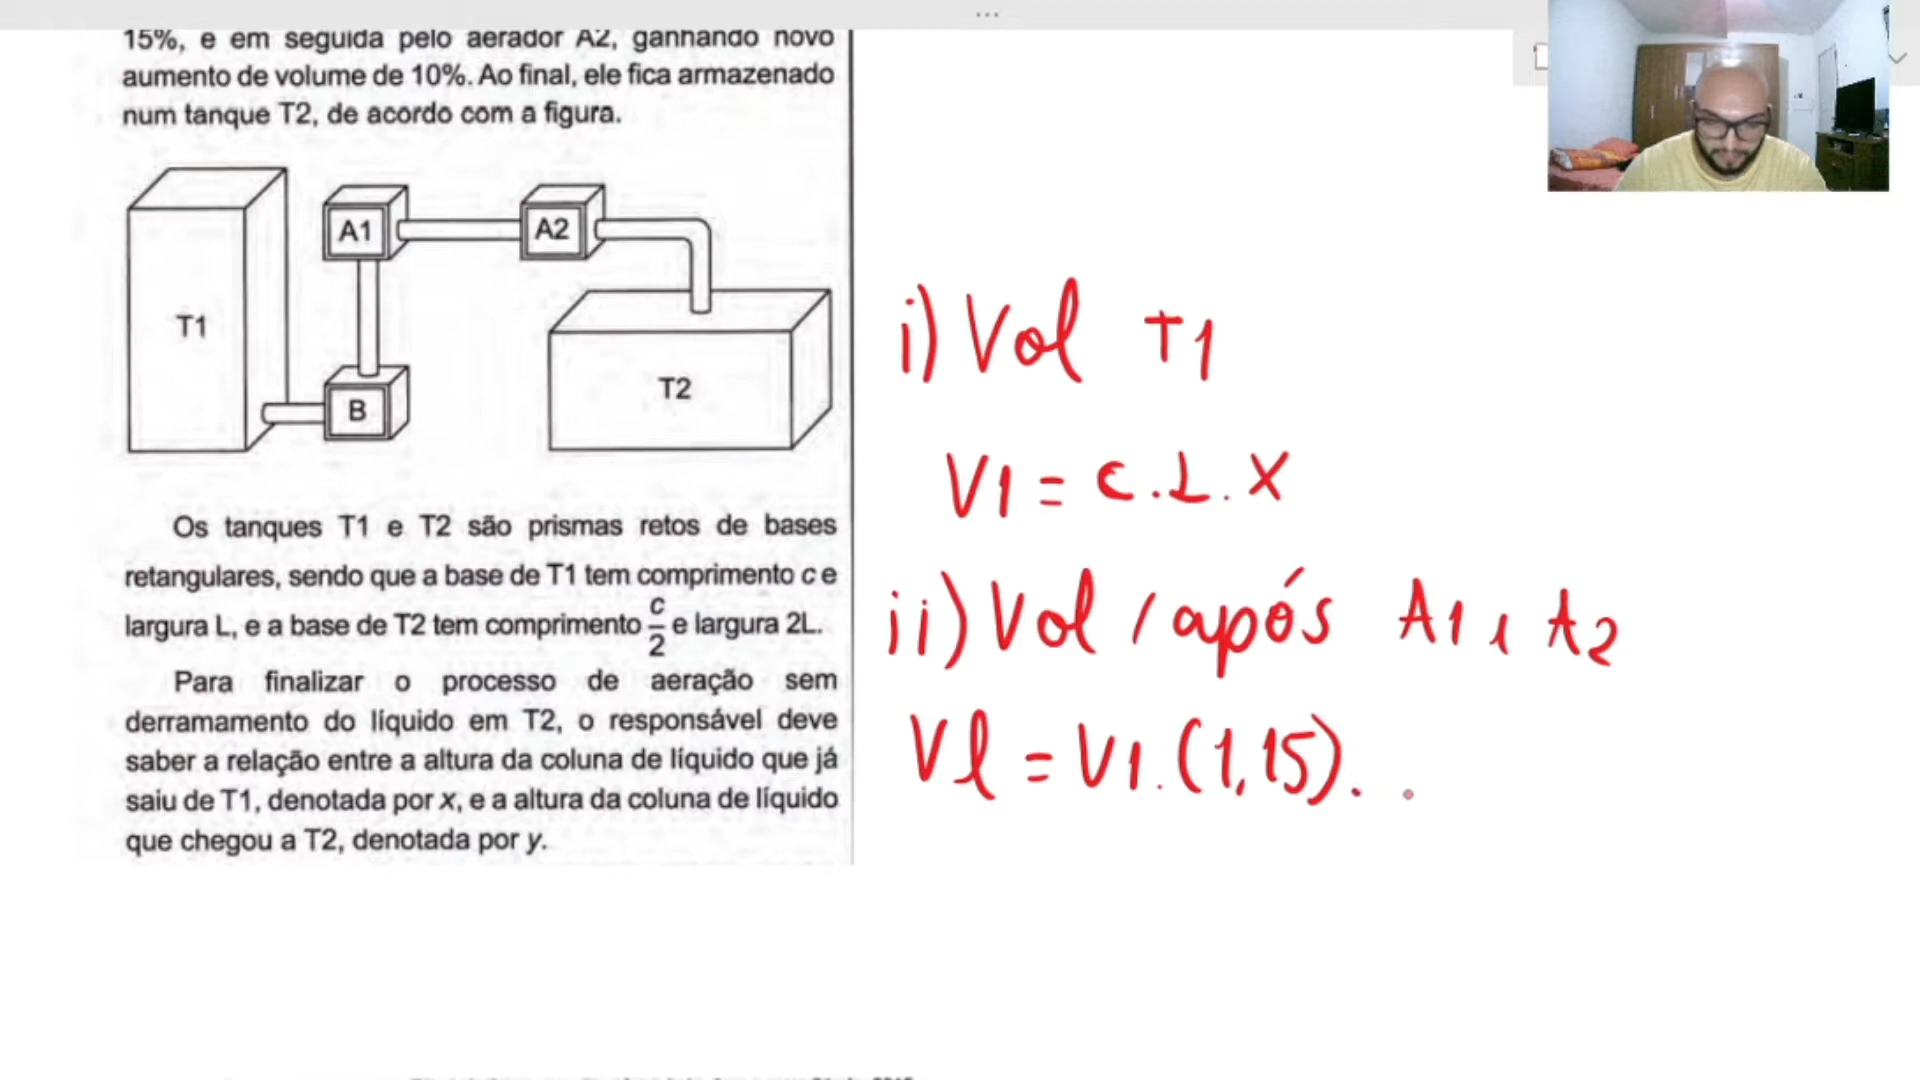 15%, e em seguida pelo aerador A2, ganhando novo
aumento de volume de 10%. Ao final, ele fica armazenado
num tanque T2, de acordo com a figura.
T1
A1
A2
B
T2
Os tanques T1 e T2 são prismas retos de bases
retangulares, sendo que a base de T1 tem comprimento c e
largura L, e a base de T2 tem comprimento c/2 e largura 2L.
Para finalizar o processo de aeração sem
derramamento do líquido em T2, o responsável deve
saber a relação entre a altura da coluna de líquido que já
saiu de T1, denotada por x, e a altura da coluna de líquido
que chegou a T2, denotada por y.
i) Vol T1
V1 = c.L.x
ii) Vol / após A1 e A2
Vl = V1.(1,15).